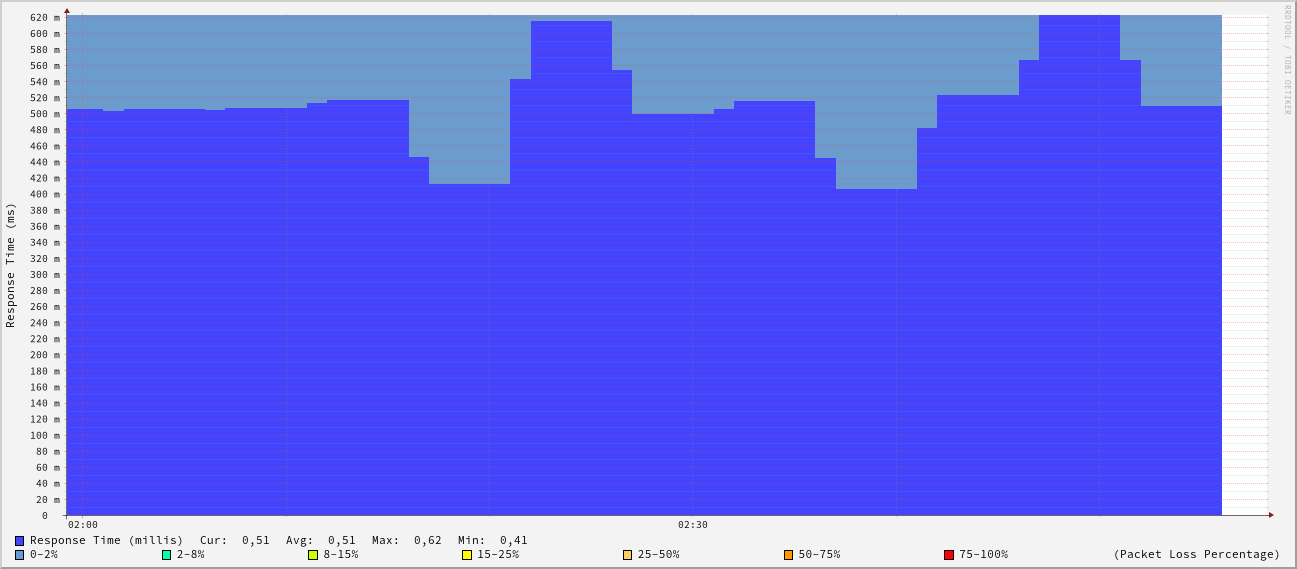 620 m
600 m
580 m
560 m
540 m
520 m
500 m
480 m
460 m
440 m
420 m
400 m
380 m
360 m
340 m
320 m
300 m
280 m
260 m
240 m
220 m
200 m
180 m
160 m
140 m
120 m
100 m
80 m
60 m
40 m
20 m
0
Response Time (ms)
RRDTOOL / TOBI OETIKER
02:00 02:30
Response Time (millis) Cur: 0,51 Avg: 0,51 Max: 0,62 Min: 0,41
0-2% 2-8% 8-15% 15-25% 25-50% 50-75% 75-100% (Packet Loss Percentage)